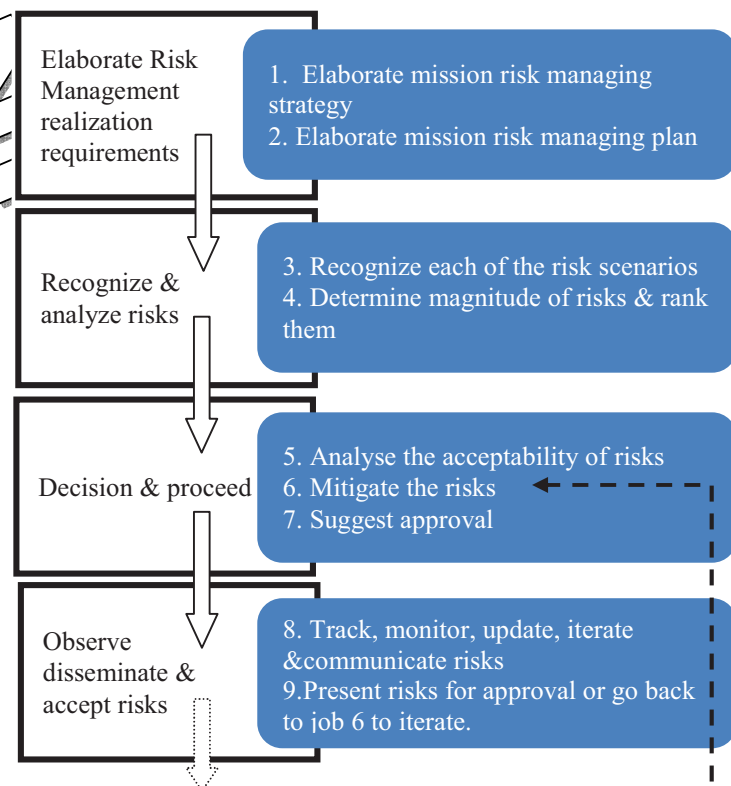 Elaborate Risk
Management
realization
requirements
1. Elaborate mission risk managing
strategy
2. Elaborate mission risk managing plan
Recognize &
analyze risks
3. Recognize each of the risk scenarios
4. Determine magnitude of risks & rank
them
Decision & proceed
5. Analyse the acceptability of risks
6. Mitigate the risks
7. Suggest approval
Observe
disseminate &
accept risks
8. Track, monitor, update, iterate
&communicate risks
9.Present risks for approval or go back
to job 6 to iterate.